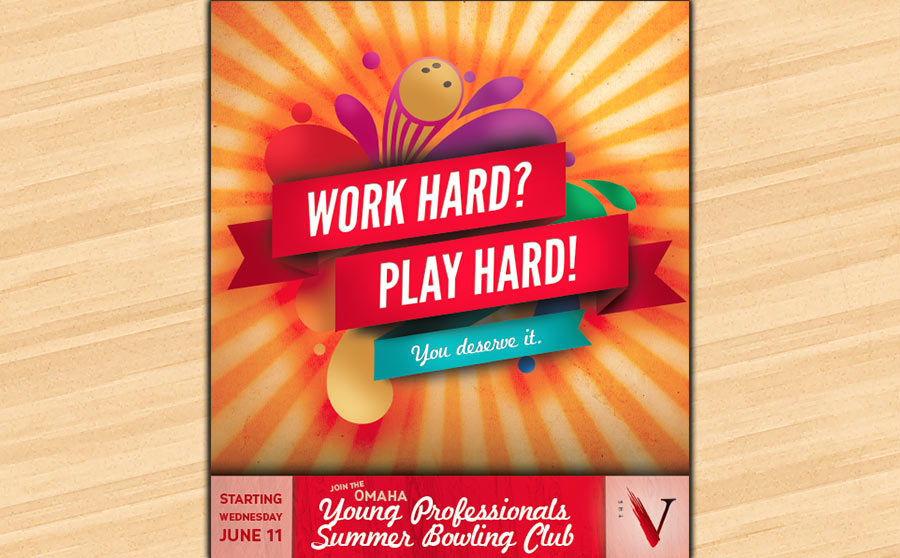 WORK HARD?
PLAY HARD!
You deserve it.
STARTING
WEDNESDAY
JUNE 11
JOIN THE
OMAHA
Young Professionals
Summer Bowling Club
THE
V